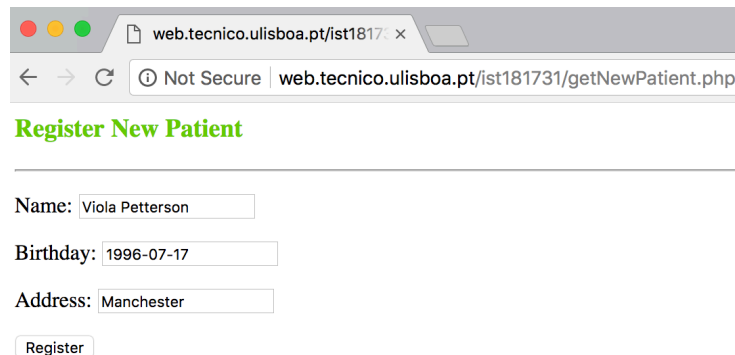 web.tecnico.ulisboa.pt/ist1817
Not Secure web.tecnico.ulisboa.pt/ist181731/getNewPatient.php
Register New Patient
Name: Viola Petterson
Birthday: 1996-07-17
Address: Manchester
Register